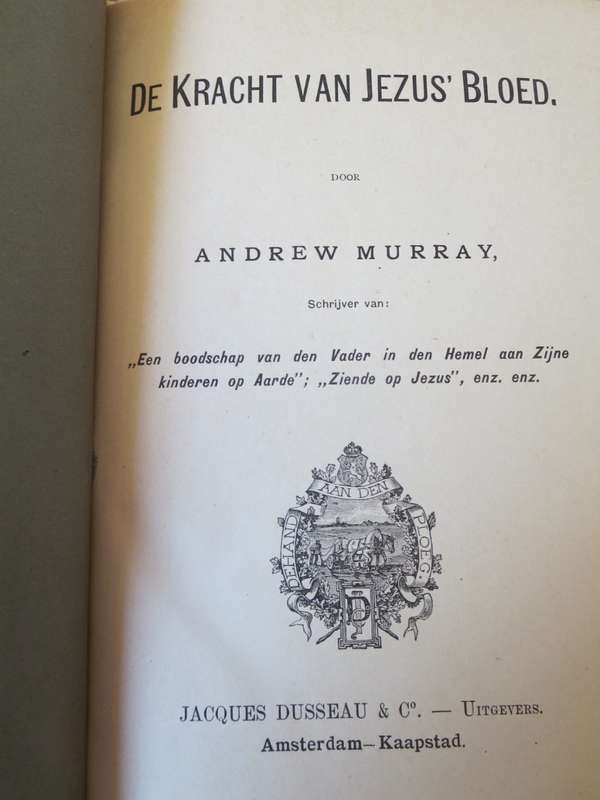 DE KRACHT VAN JEZUS' BLOED.
DOOR
ANDREW MURRAY,
Schrijver van:
„Een boodschap van den Vader in den Hemel aan Zijne
kinderen op Aarde"; „Ziende op Jezus", enz. enz.
DE HAND AAN DEN PLOEG.
JACQUES DUSSEAU & Co. — UITGEVERS.
Amsterdam—Kaapstad.